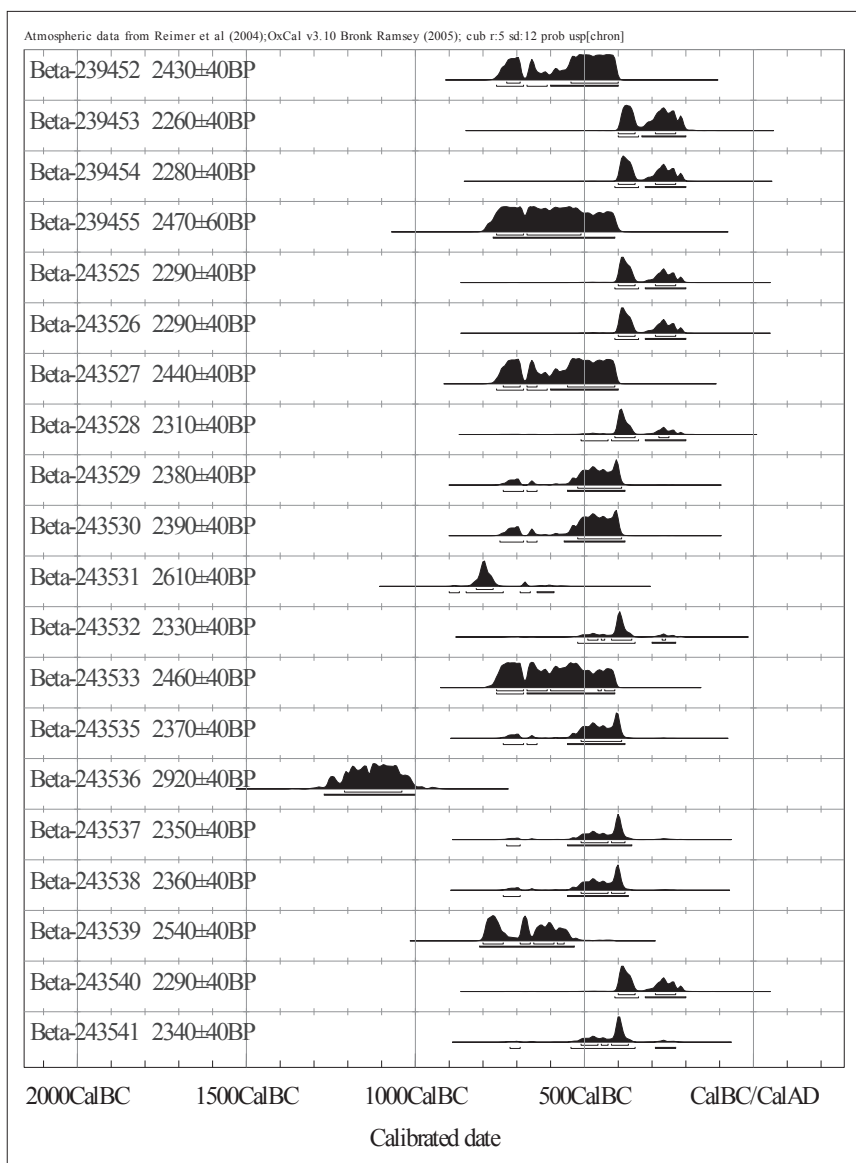 Atmospheric data from Reimer et al (2004);OxCal v3.10 Bronk Ramsey (2005); cub r:5 sd:12 prob usp[chron]
Beta-239452 2430±40BP
Beta-239453 2260±40BP
Beta-239454 2280±40BP
Beta-239455 2470±60BP
Beta-243525 2290±40BP
Beta-243526 2290±40BP
Beta-243527 2440±40BP
Beta-243528 2310±40BP
Beta-243529 2380±40BP
Beta-243530 2390±40BP
Beta-243531 2610±40BP
Beta-243532 2330±40BP
Beta-243533 2460±40BP
Beta-243535 2370±40BP
Beta-243536 2920±40BP
Beta-243537 2350±40BP
Beta-243538 2360±40BP
Beta-243539 2540±40BP
Beta-243540 2290±40BP
Beta-243541 2340±40BP
2000CalBC 1500CalBC 1000CalBC 500CalBC CalBC/CalAD
Calibrated date